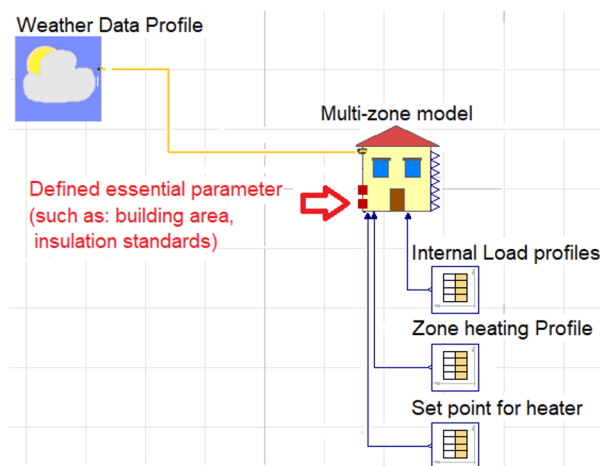 Weather Data Profile
Multi-zone model
Defined essential parameter
(such as: building area,
insulation standards)
Internal Load profiles
Zone heating Profile
Set point for heater